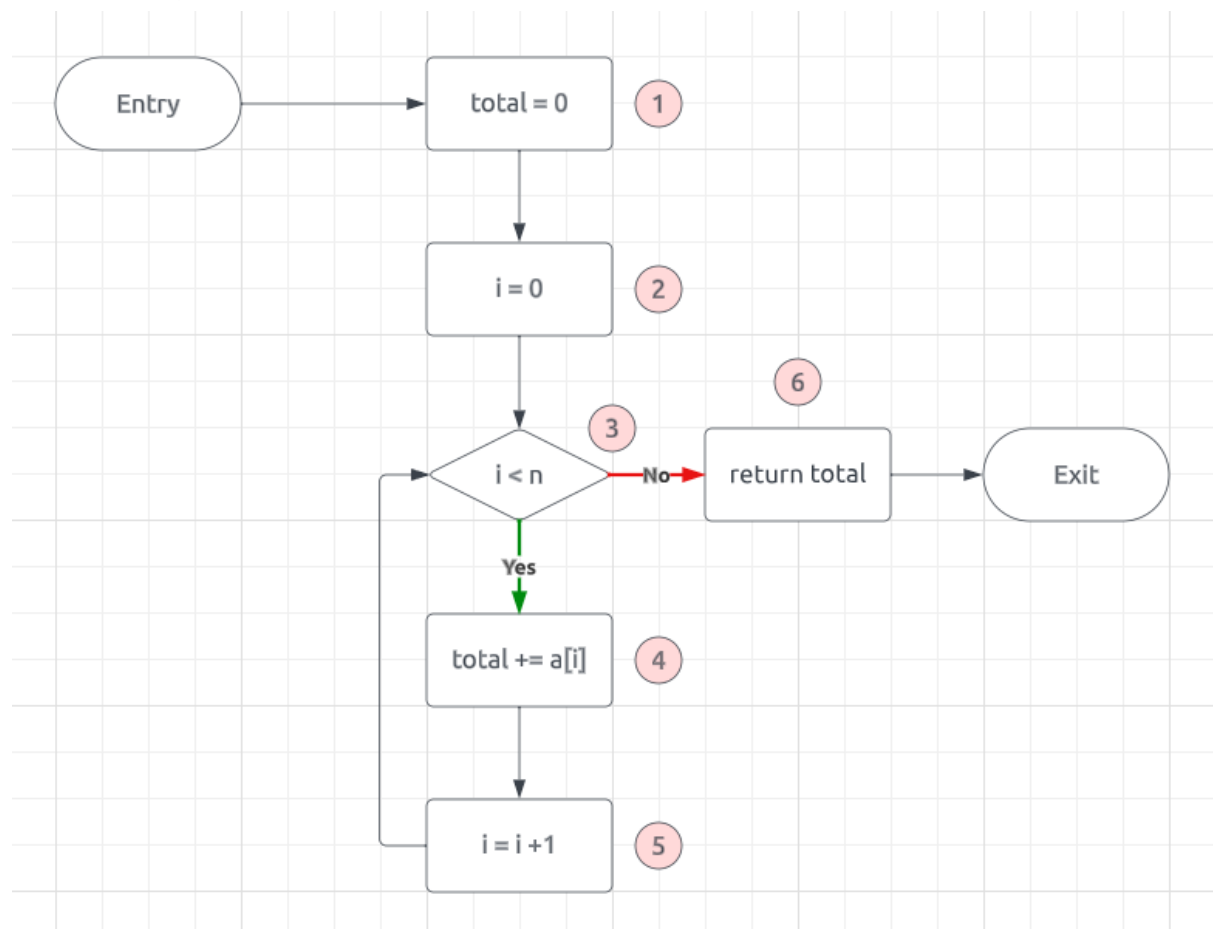 Entry
total = 0
1
i = 0
2
6
3
i < n
No
return total
Exit
Yes
total += a[i]
4
i = i +1
5